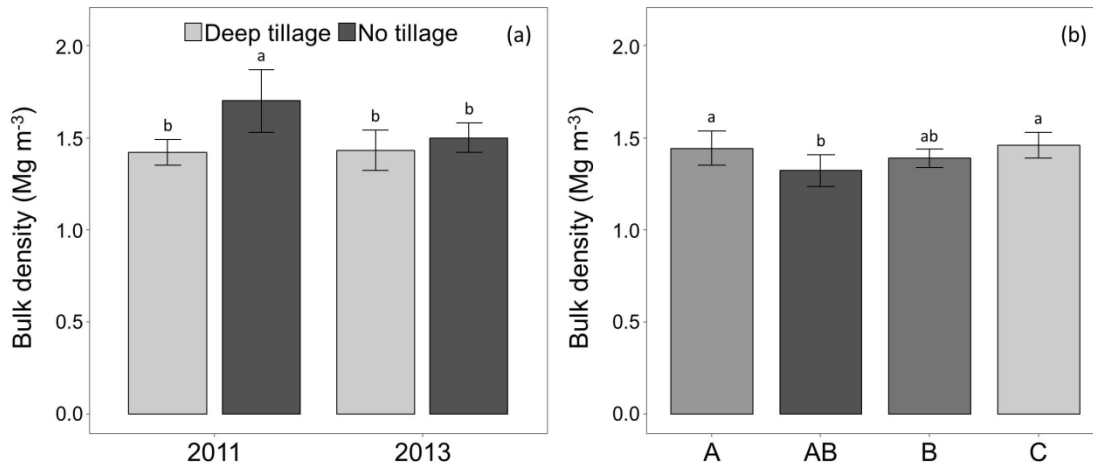 Deep tillage No tillage (a)
Bulk density (Mg m⁻³)
2.0
1.5
1.0
0.5
0.0
b
a
b
b
2011 2013
(b)
Bulk density (Mg m⁻³)
2.0
1.5
1.0
0.5
0.0
a
b
ab
a
A AB B C